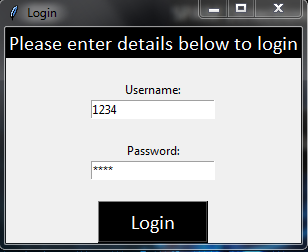 Login
Please enter details below to login
Username:
1234
Password:
****
Login